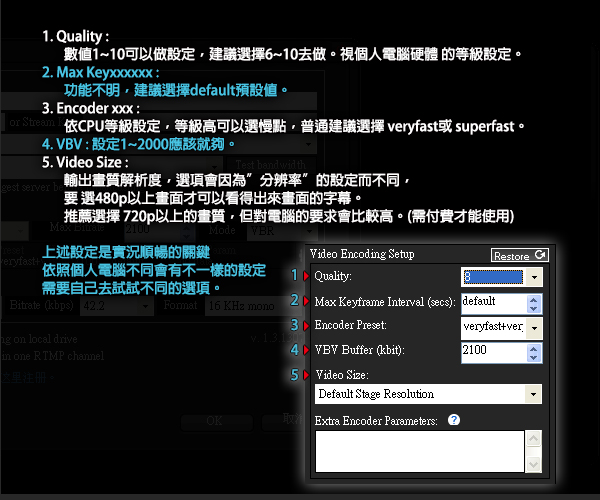 1. Quality :
數值1~10可以做設定，建議選擇6~10去做。視個人電腦硬體 的等級設定。
2. Max Keyxxxxxx :
功能不明，建議選擇default預設值。
3. Encoder xxx :
依CPU等級設定，等級高可以選慢點，普通建議選擇 veryfast或 superfast。
or Stream
4. VBV : 設定1~2000應該就夠。
5. Video Size :
Test bandwidth
輸出畫質解析度，選項會因為”分辨率”的設定而不同，
要 選480p以上畫面才可以看得出來畫面的字幕。
推薦選擇 720p以上的畫質，但對電腦的要求會比較高。(需付費才能使用)
Max Bitrate 2100 Mode VBR
上述設定是實況順暢的關鍵
依照個人電腦不同會有不一樣的設定
需要自己去試試不同的選項。
Bitrate (kbps) 42.2 Format 16 KHz mono
ng on local drive
in one RTMP channel
OK
Video Encoding Setup Restore
1 Quality: 8
2 Max Keyframe Interval (secs): default
3 Encoder Preset: veryfast+ver
4 VBV Buffer (kbit): 2100
5 Video Size:
Default Stage Resolution
Extra Encoder Parameters: ?